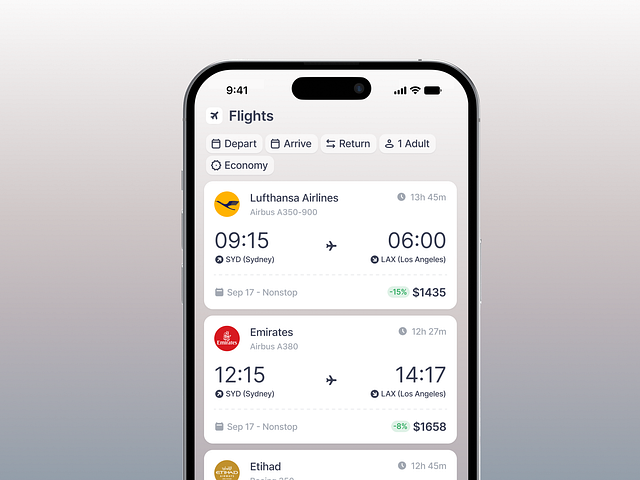 9:41
Flights
Depart Arrive Return 1 Adult
Economy
Lufthansa Airlines 13h 45m
Airbus A350-900
09:15 06:00
SYD (Sydney) LAX (Los Angeles)
Sep 17 - Nonstop -15% $1435
Emirates Emirates 12h 27m
Airbus A380
12:15 14:17
SYD (Sydney) LAX (Los Angeles)
Sep 17 - Nonstop -8% $1658
ETIHAD Etihad 12h 45m